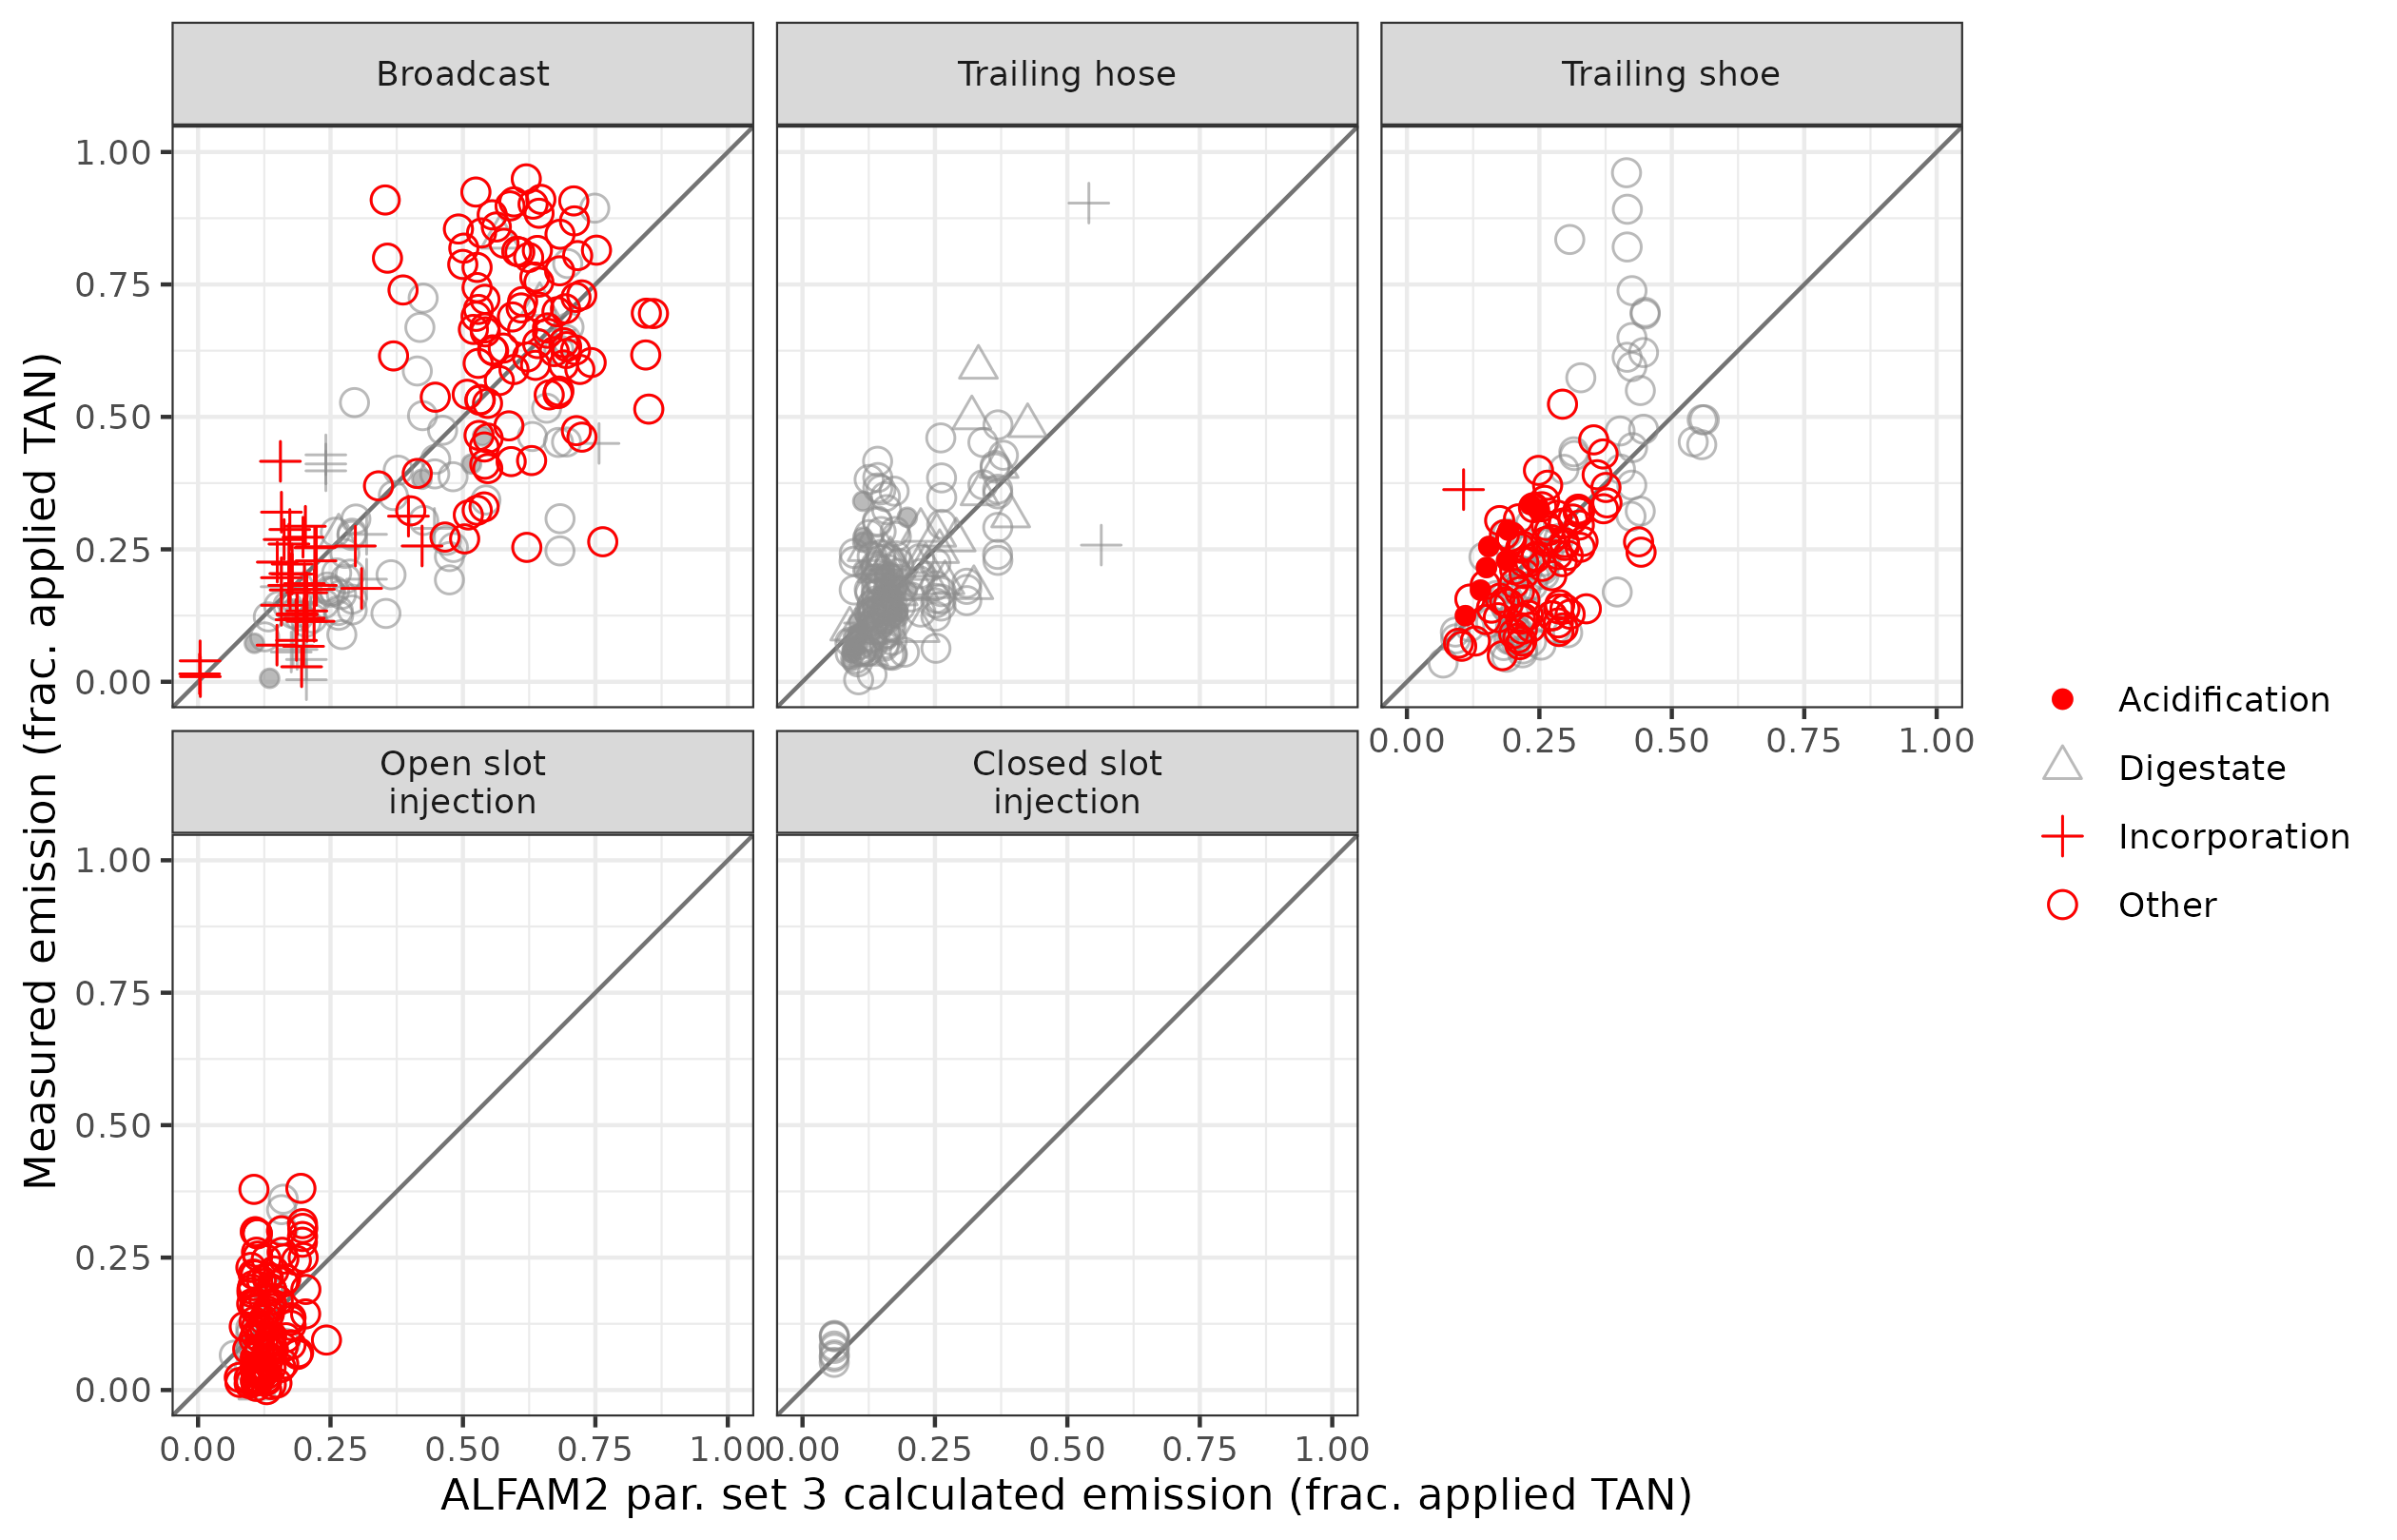 Broadcast
Trailing hose
Trailing shoe
1.00
0.75
0.50
0.25
0.00
0.00 0.25 0.50 0.75 1.00
Measured emission (frac. applied TAN)
Acidification
Digestate
Incorporation
Other
Open slot
injection
Closed slot
injection
1.00
0.75
0.50
0.25
0.00
0.00 0.25 0.50 0.75 1.00
0.00 0.25 0.50 0.75 1.00
ALFAM2 par. set 3 calculated emission (frac. applied TAN)